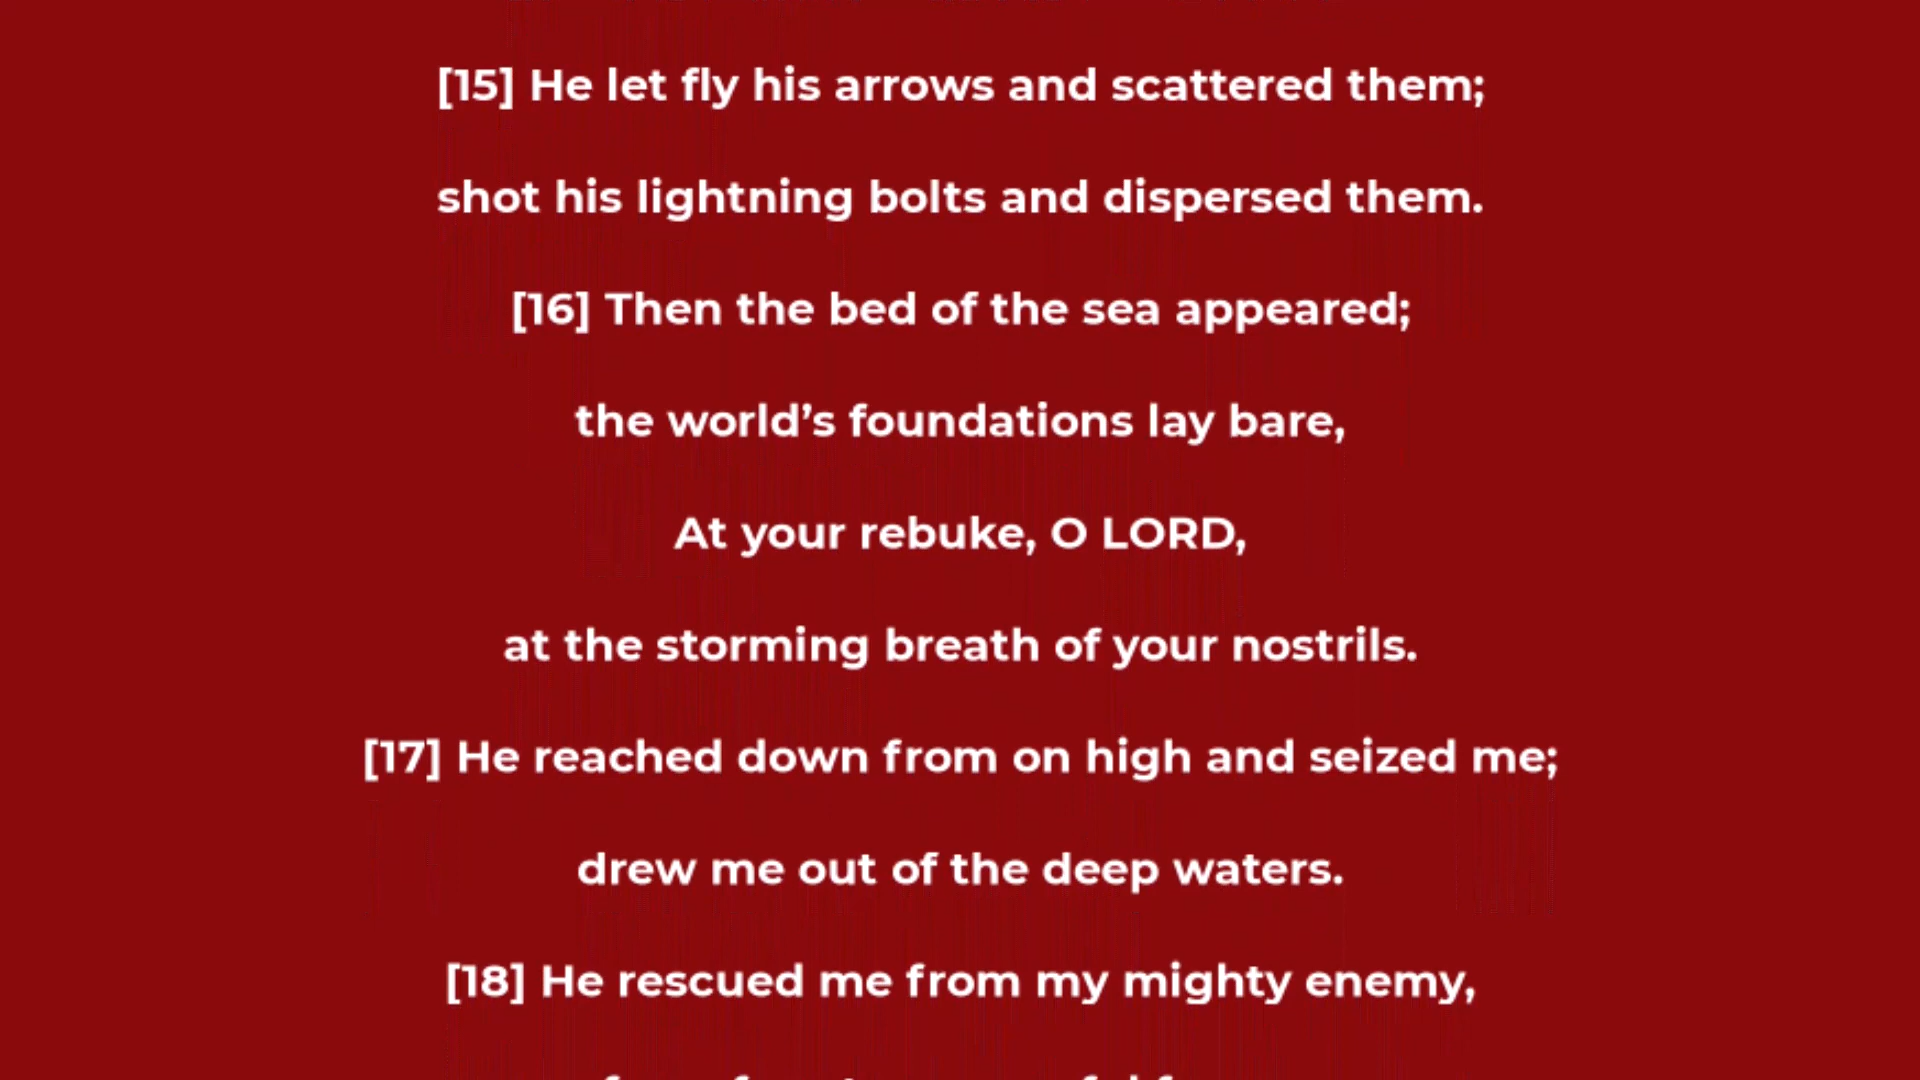 [15] He let fly his arrows and scattered them;
shot his lightning bolts and dispersed them.
[16] Then the bed of the sea appeared;
the world’s foundations lay bare,
At your rebuke, O LORD,
at the storming breath of your nostrils.
[17] He reached down from on high and seized me;
drew me out of the deep waters.
[18] He rescued me from my mighty enemy,